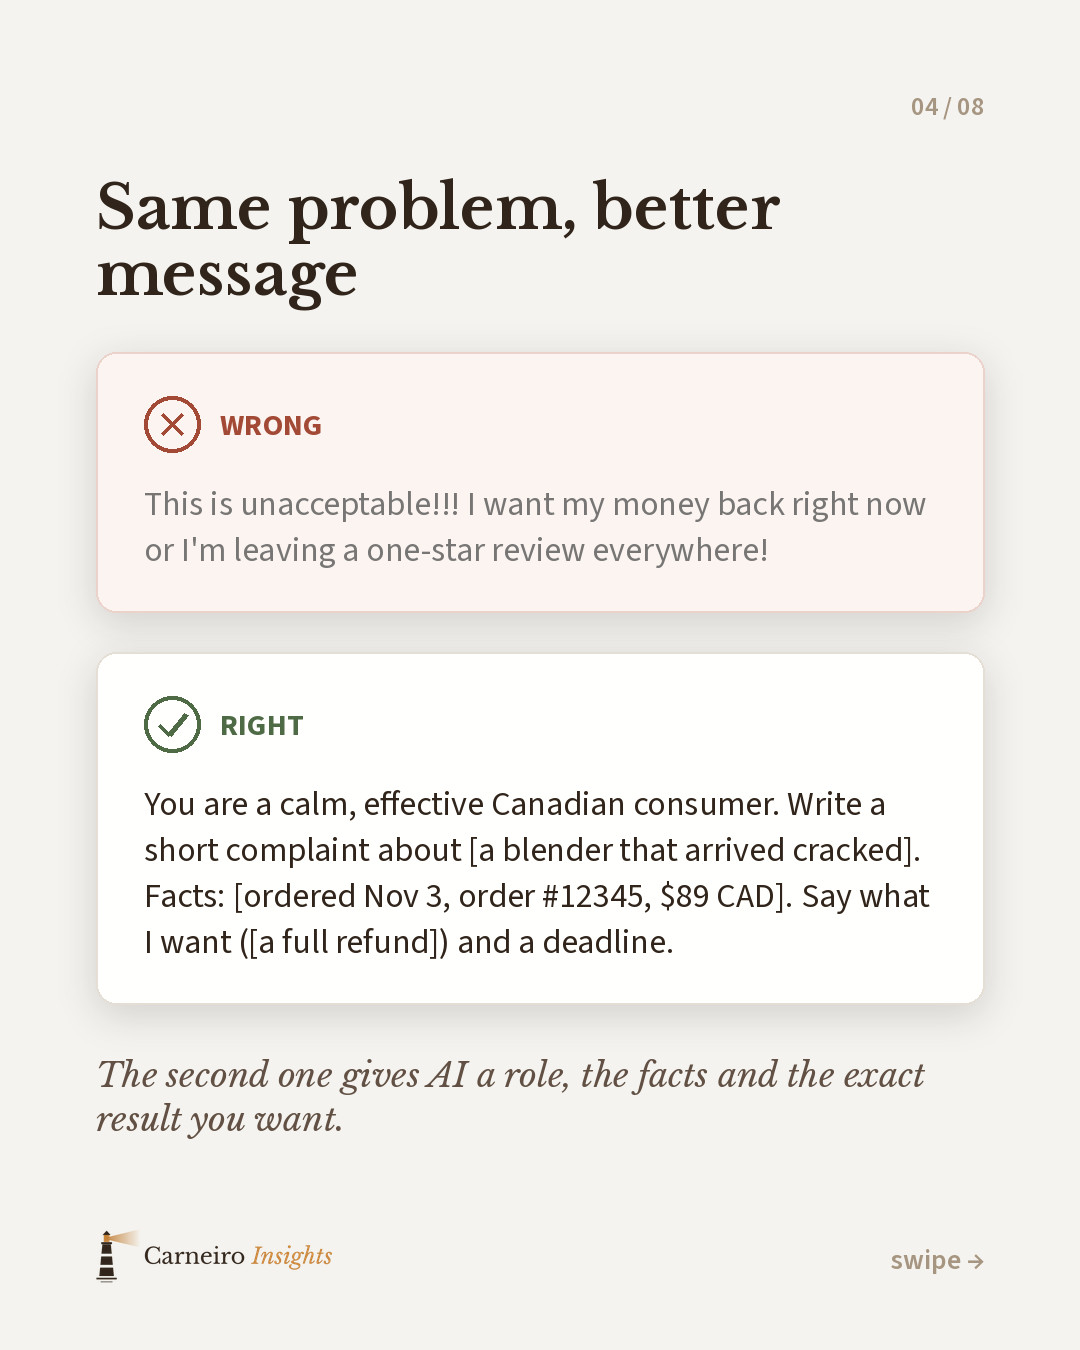 04 / 08
Same problem, better
message
WRONG
This is unacceptable!!! I want my money back right now
or I'm leaving a one-star review everywhere!
RIGHT
You are a calm, effective Canadian consumer. Write a
short complaint about [a blender that arrived cracked].
Facts: [ordered Nov 3, order #12345, $89 CAD]. Say what
I want ([a full refund]) and a deadline.
The second one gives AI a role, the facts and the exact
result you want.
Carneiro Insights
swipe →